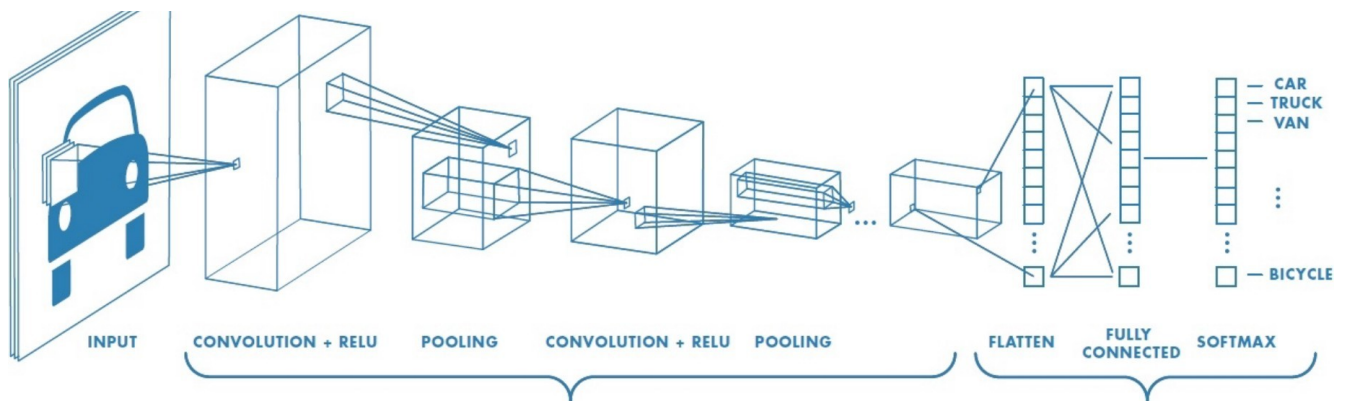 CAR
TRUCK
VAN
BICYCLE
INPUT
CONVOLUTION + RELU
POOLING
CONVOLUTION + RELU
POOLING
FLATTEN
FULLY
CONNECTED
SOFTMAX